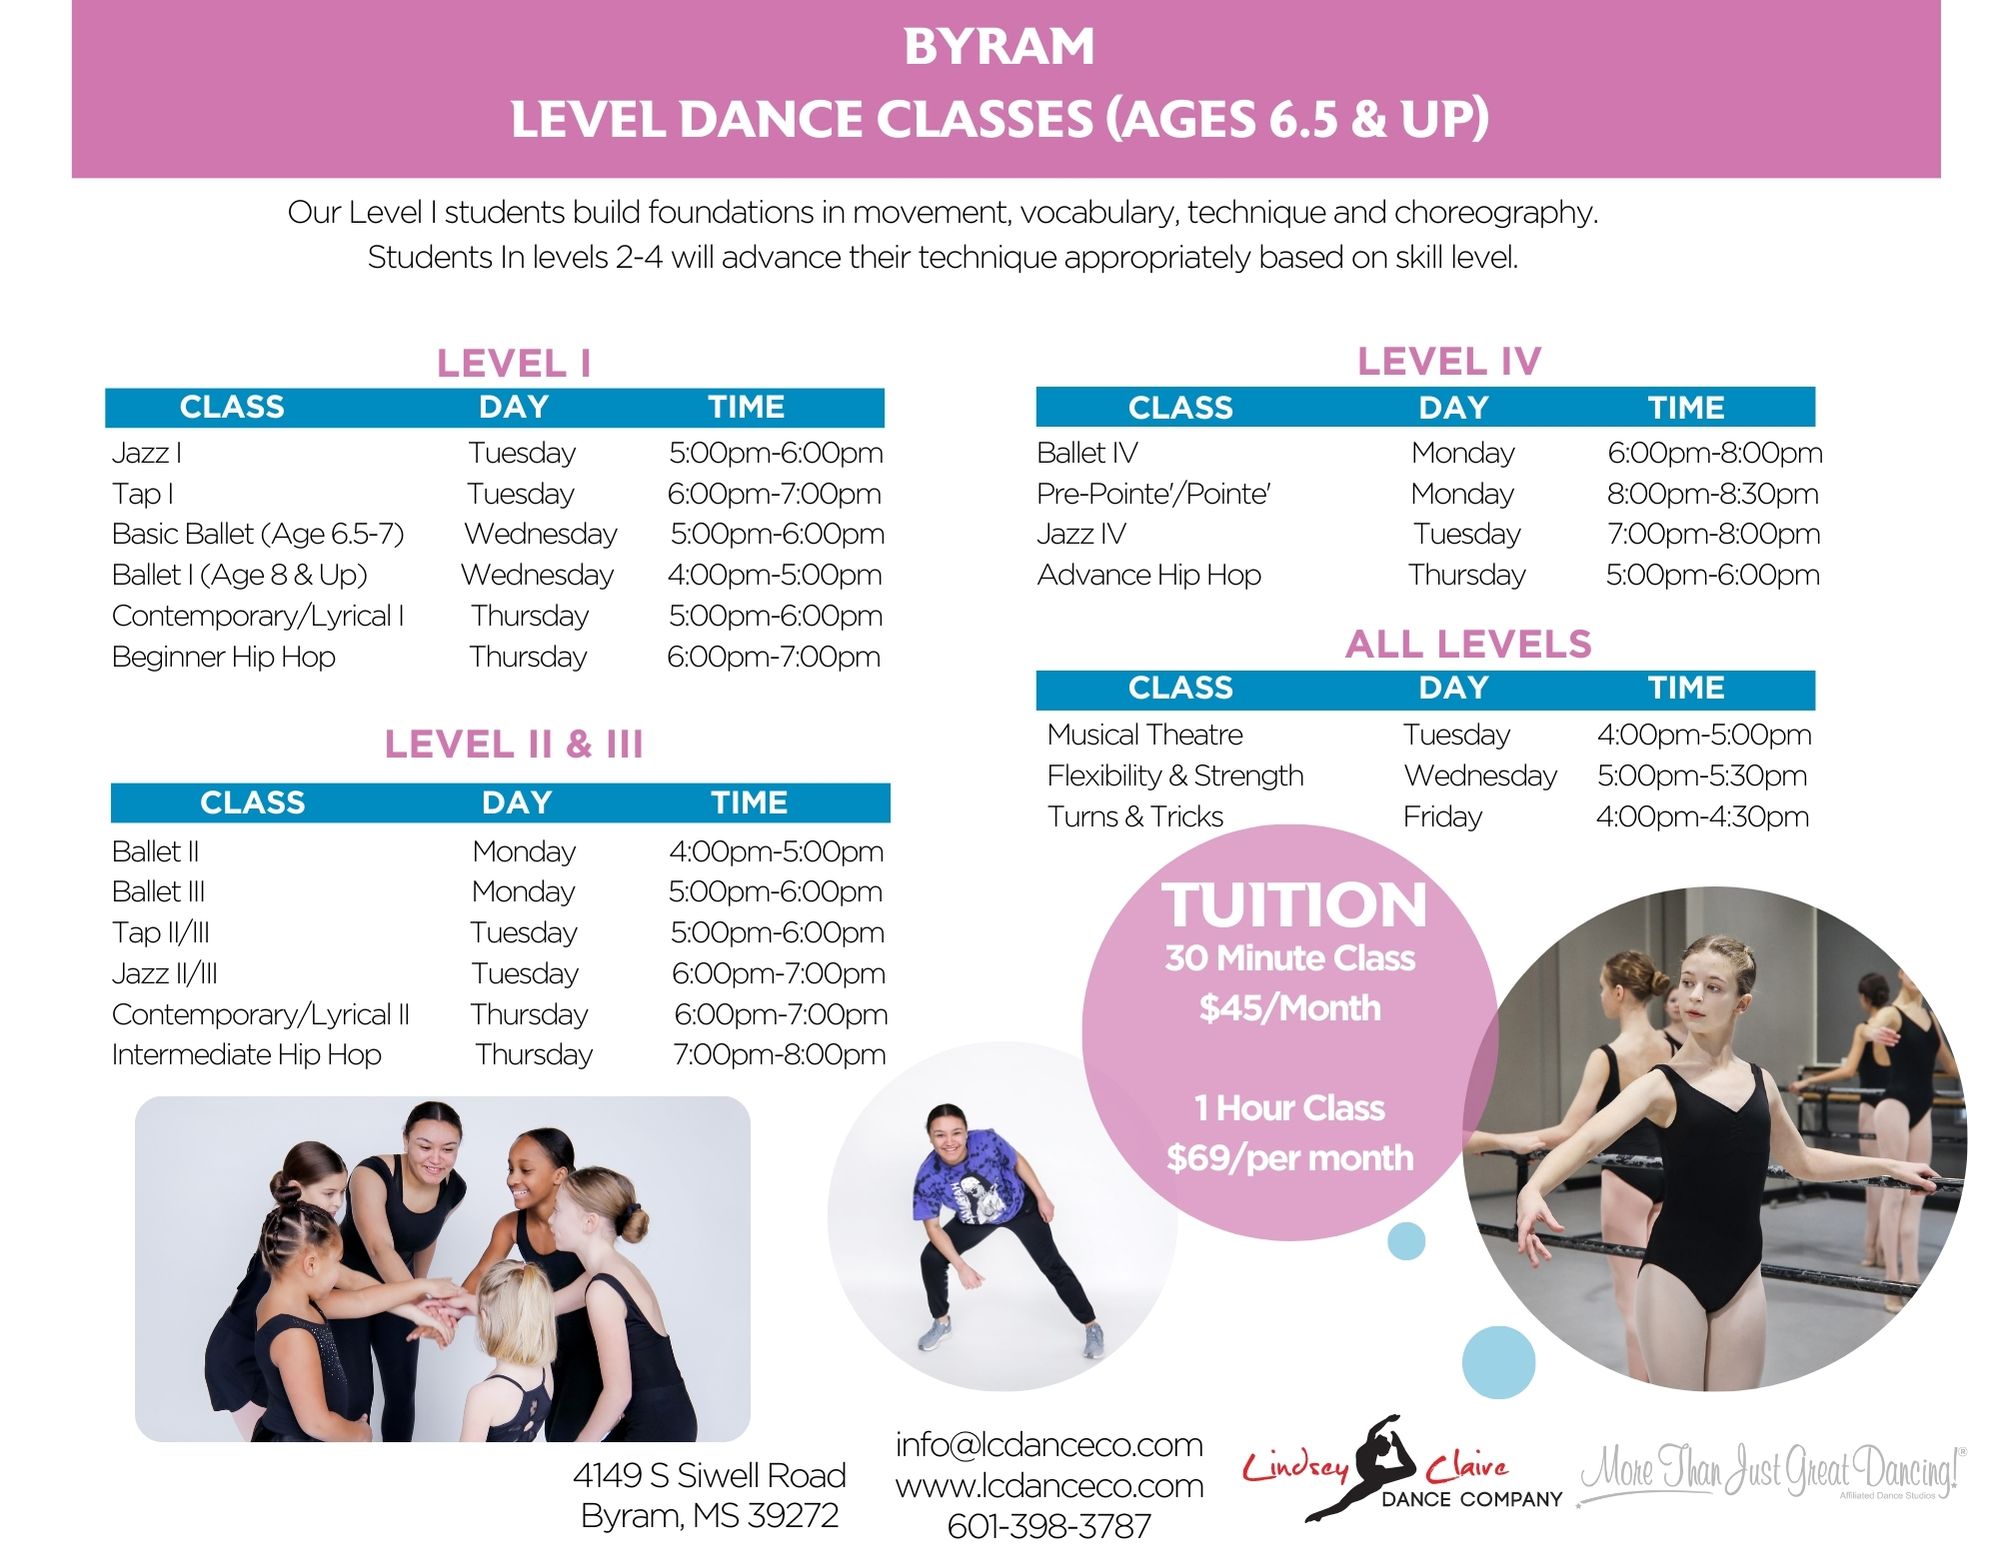 BYRAM
LEVEL DANCE CLASSES (AGES 6.5 & UP)
Our Level I students build foundations in movement, vocabulary, technique and choreography.
Students In levels 2-4 will advance their technique appropriately based on skill level.
LEVEL I
CLASS DAY TIME
Jazz I Tuesday 5:00pm-6:00pm
Tap I Tuesday 6:00pm-7:00pm
Basic Ballet (Age 6.5-7) Wednesday 5:00pm-6:00pm
Ballet I (Age 8 & Up) Wednesday 4:00pm-5:00pm
Contemporary/Lyrical I Thursday 5:00pm-6:00pm
Beginner Hip Hop Thursday 6:00pm-7:00pm
LEVEL II & III
CLASS DAY TIME
Ballet II Monday 4:00pm-5:00pm
Ballet III Monday 5:00pm-6:00pm
Tap II/III Tuesday 5:00pm-6:00pm
Jazz II/III Tuesday 6:00pm-7:00pm
Contemporary/Lyrical II Thursday 6:00pm-7:00pm
Intermediate Hip Hop Thursday 7:00pm-8:00pm
LEVEL IV
CLASS DAY TIME
Ballet IV Monday 6:00pm-8:00pm
Pre-Pointe'/Pointe' Monday 8:00pm-8:30pm
Jazz IV Tuesday 7:00pm-8:00pm
Advance Hip Hop Thursday 5:00pm-6:00pm
ALL LEVELS
CLASS DAY TIME
Musical Theatre Tuesday 4:00pm-5:00pm
Flexibility & Strength Wednesday 5:00pm-5:30pm
Turns & Tricks Friday 4:00pm-4:30pm
TUITION
30 Minute Class
$45/Month
1 Hour Class
$69/per month
4149 S Siwell Road
Byram, MS 39272
info@lcdanceco.com
www.lcdanceco.com
601-398-3787
Lindsey Claire
DANCE COMPANY
More Than Just Great Dancing!®
Affiliated Dance Studios